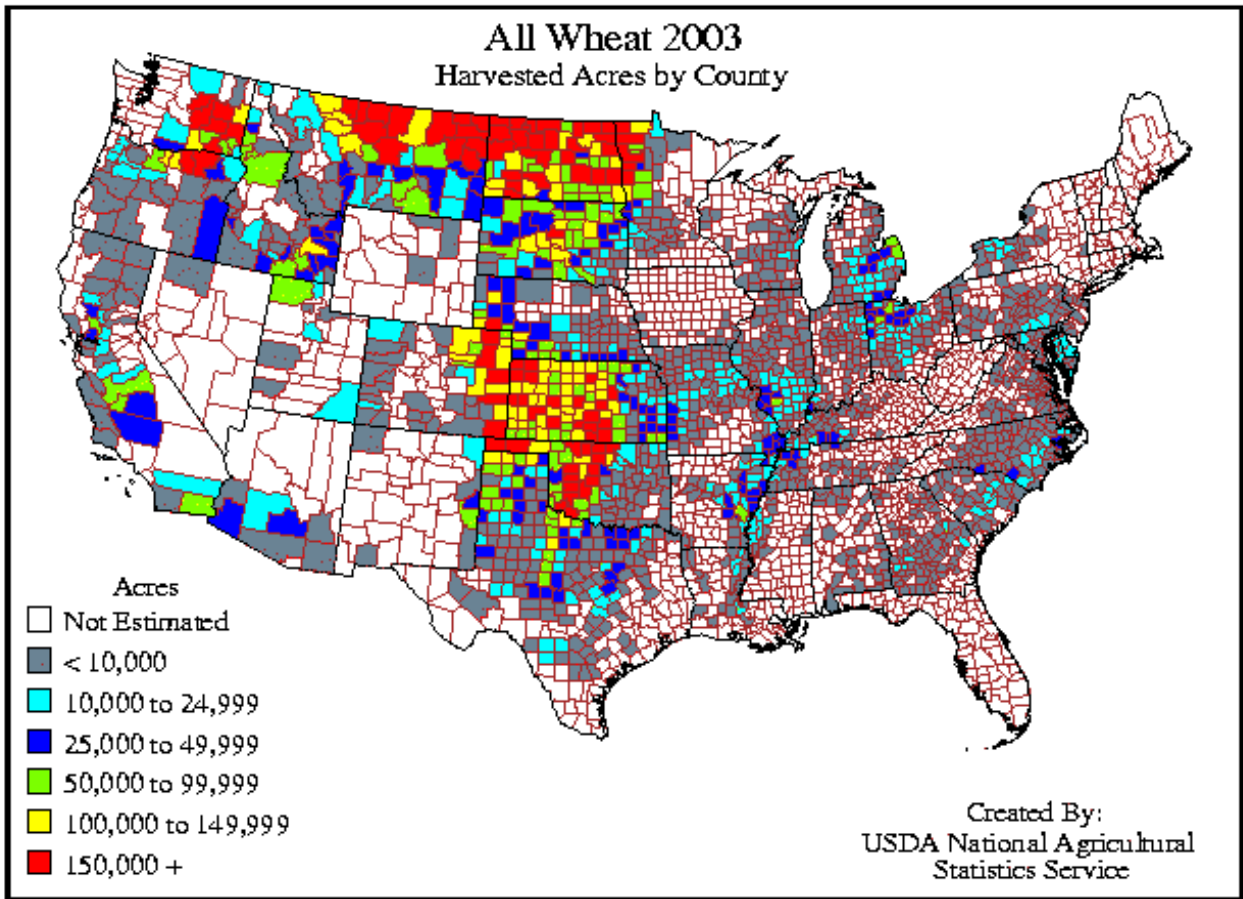 All Wheat 2003
Harvested Acres by County
Acres
Not Estimated
< 10,000
10,000 to 24,999
25,000 to 49,999
50,000 to 99,999
100,000 to 149,999
150,000 +
Created By:
USDA National Agricultural
Statistics Service